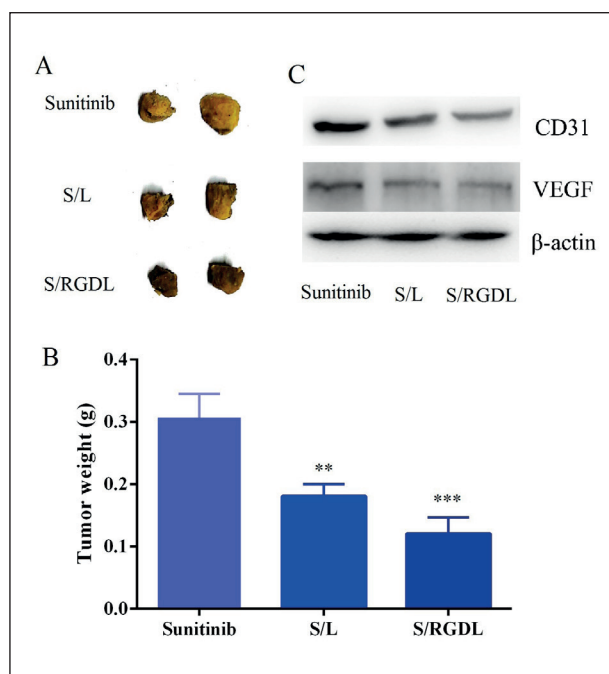 A
Sunitinib
S/L
S/RGDL
C
CD31
VEGF
β-actin
Sunitinib S/L S/RGDL
B
Tumor weight (g)
0.4
0.3
0.2
0.1
0.0
**
***
Sunitinib S/L S/RGDL